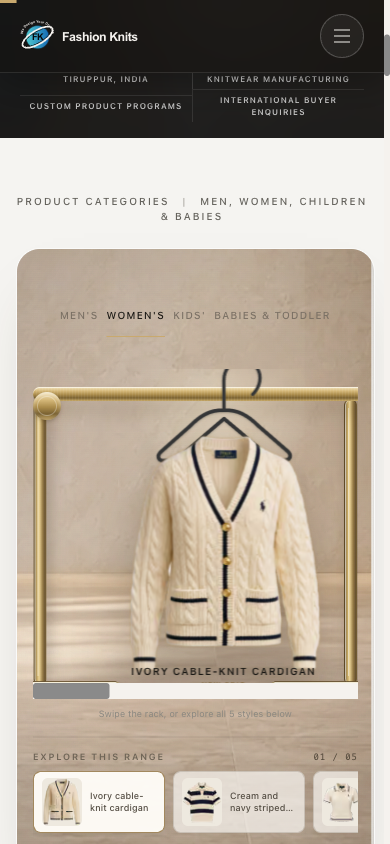 FK
Fashion Knits
TIRUPPUR, INDIA
KNITWEAR MANUFACTURING
CUSTOM PRODUCT PROGRAMS
INTERNATIONAL BUYER
ENQUIRIES
PRODUCT CATEGORIES | MEN, WOMEN, CHILDREN
& BABIES
MEN'S WOMEN'S KIDS' BABIES & TODDLER
IVORY CABLE-KNIT CARDIGAN
Swipe the rack, or explore all 5 styles below.
EXPLORE THIS RANGE
01 / 05
Ivory cable-
knit cardigan
Cream and
navy striped...